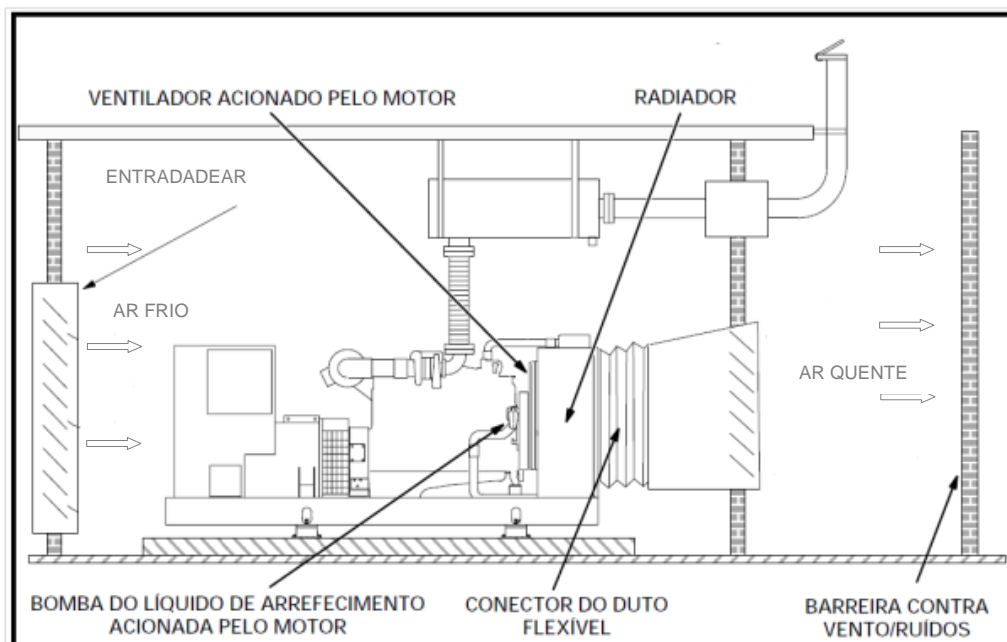 VENTILADOR ACIONADO PELO MOTOR
RADIADOR
ENTRADADEAR
AR FRIO
AR QUENTE
BOMBA DO LÍQUIDO DE ARREFECIMENTO
ACIONADA PELO MOTOR
CONECTOR DO DUTO
FLEXÍVEL
BARREIRA CONTRA
VENTO/RUÍDOS